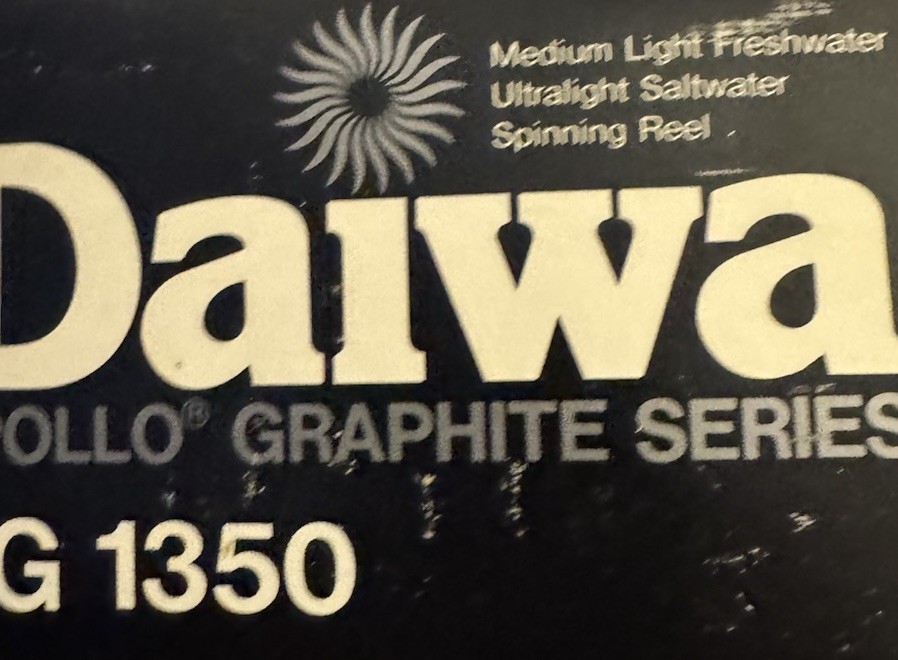 Medium Light Freshwater
Ultralight Saltwater
Spinning Reel
Daiwa
OLLO® GRAPHITE SERIES
G 1350